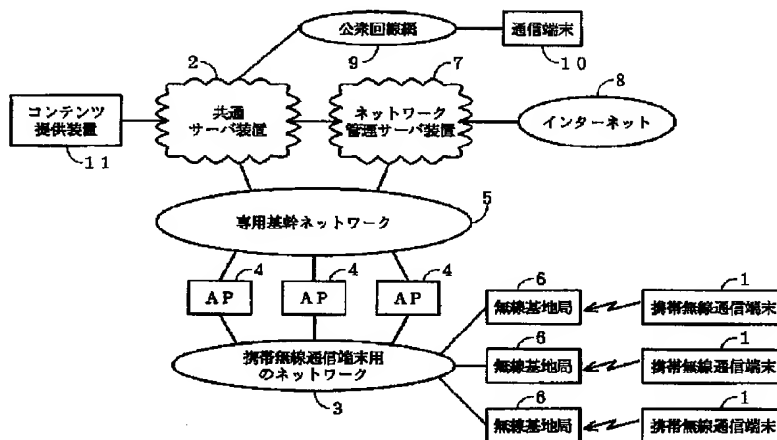 公衆回線網
通信端末
2
9
10
7
8
コンテンツ
提供装置
11
共通
サーバ装置
ネットワーク
管理サーバ装置
インターネット
専用基幹ネットワーク
5
4
4
4
AP
AP
AP
6
1
無線基地局
携帯無線通信端末
6
1
携帯無線通信端末用
のネットワーク
3
無線基地局
携帯無線通信端末
6
1
無線基地局
携帯無線通信端末